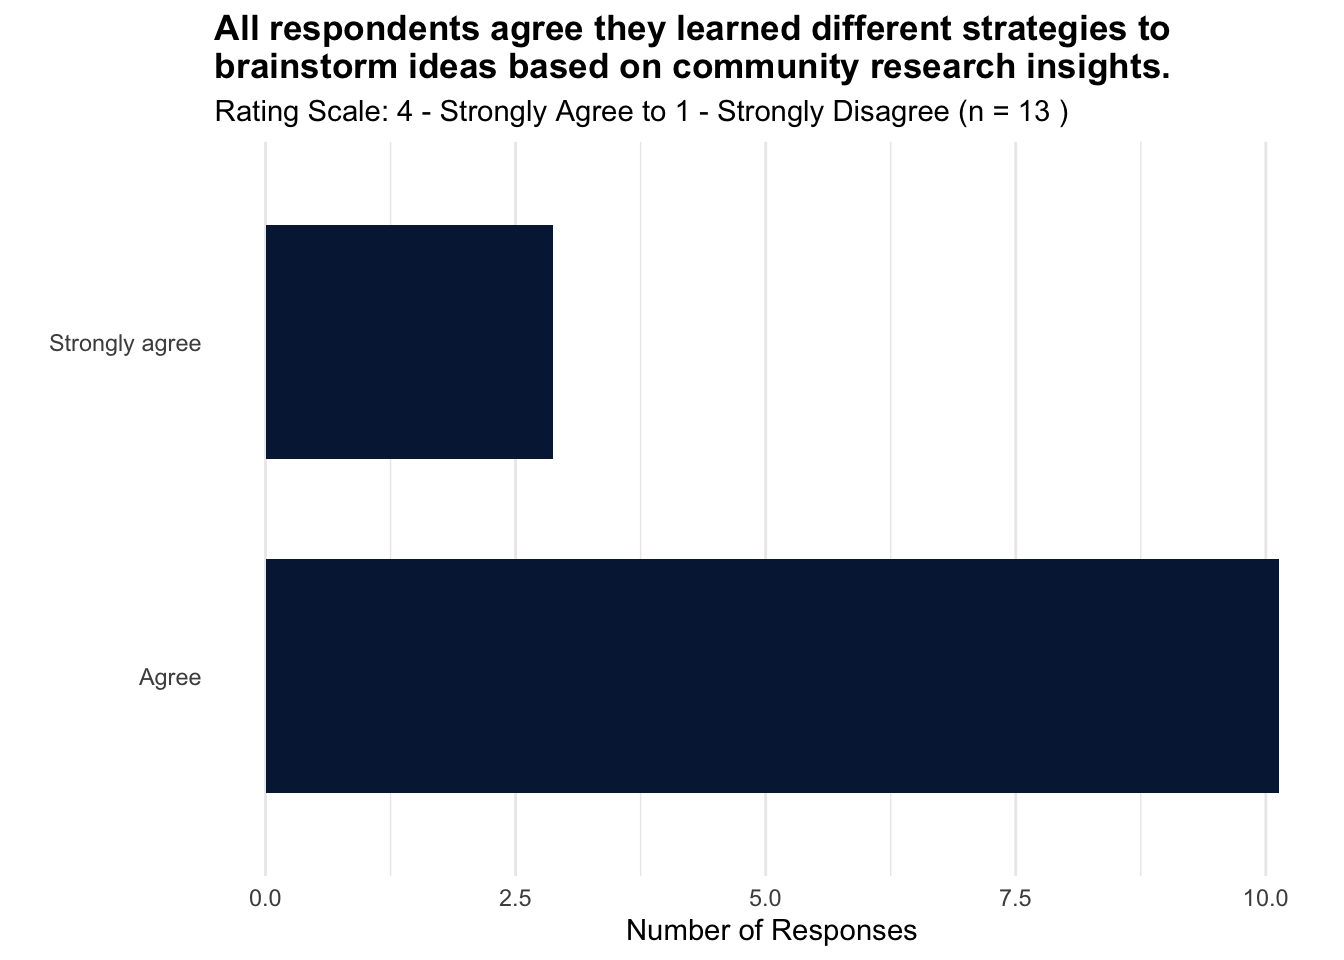 All respondents agree they learned different strategies to
brainstorm ideas based on community research insights.
Rating Scale: 4 - Strongly Agree to 1 - Strongly Disagree (n = 13 )
Strongly agree
Agree
0.0 2.5 5.0 7.5 10.0
Number of Responses